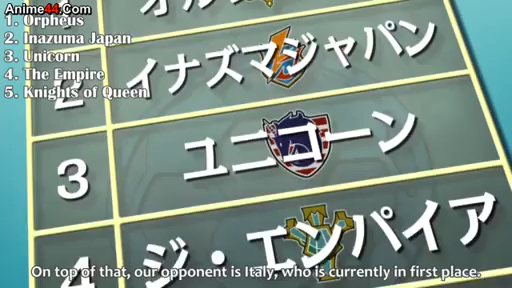 Anime44.Com
1. Orpheus
2. Inazuma Japan
3. Unicorn
4. The Empire
5. Knights of Queen
2 イナズマジャパン
3 ユニコーン
4 ジ・エンパイア
On top of that, our opponent is Italy, who is currently in first place.